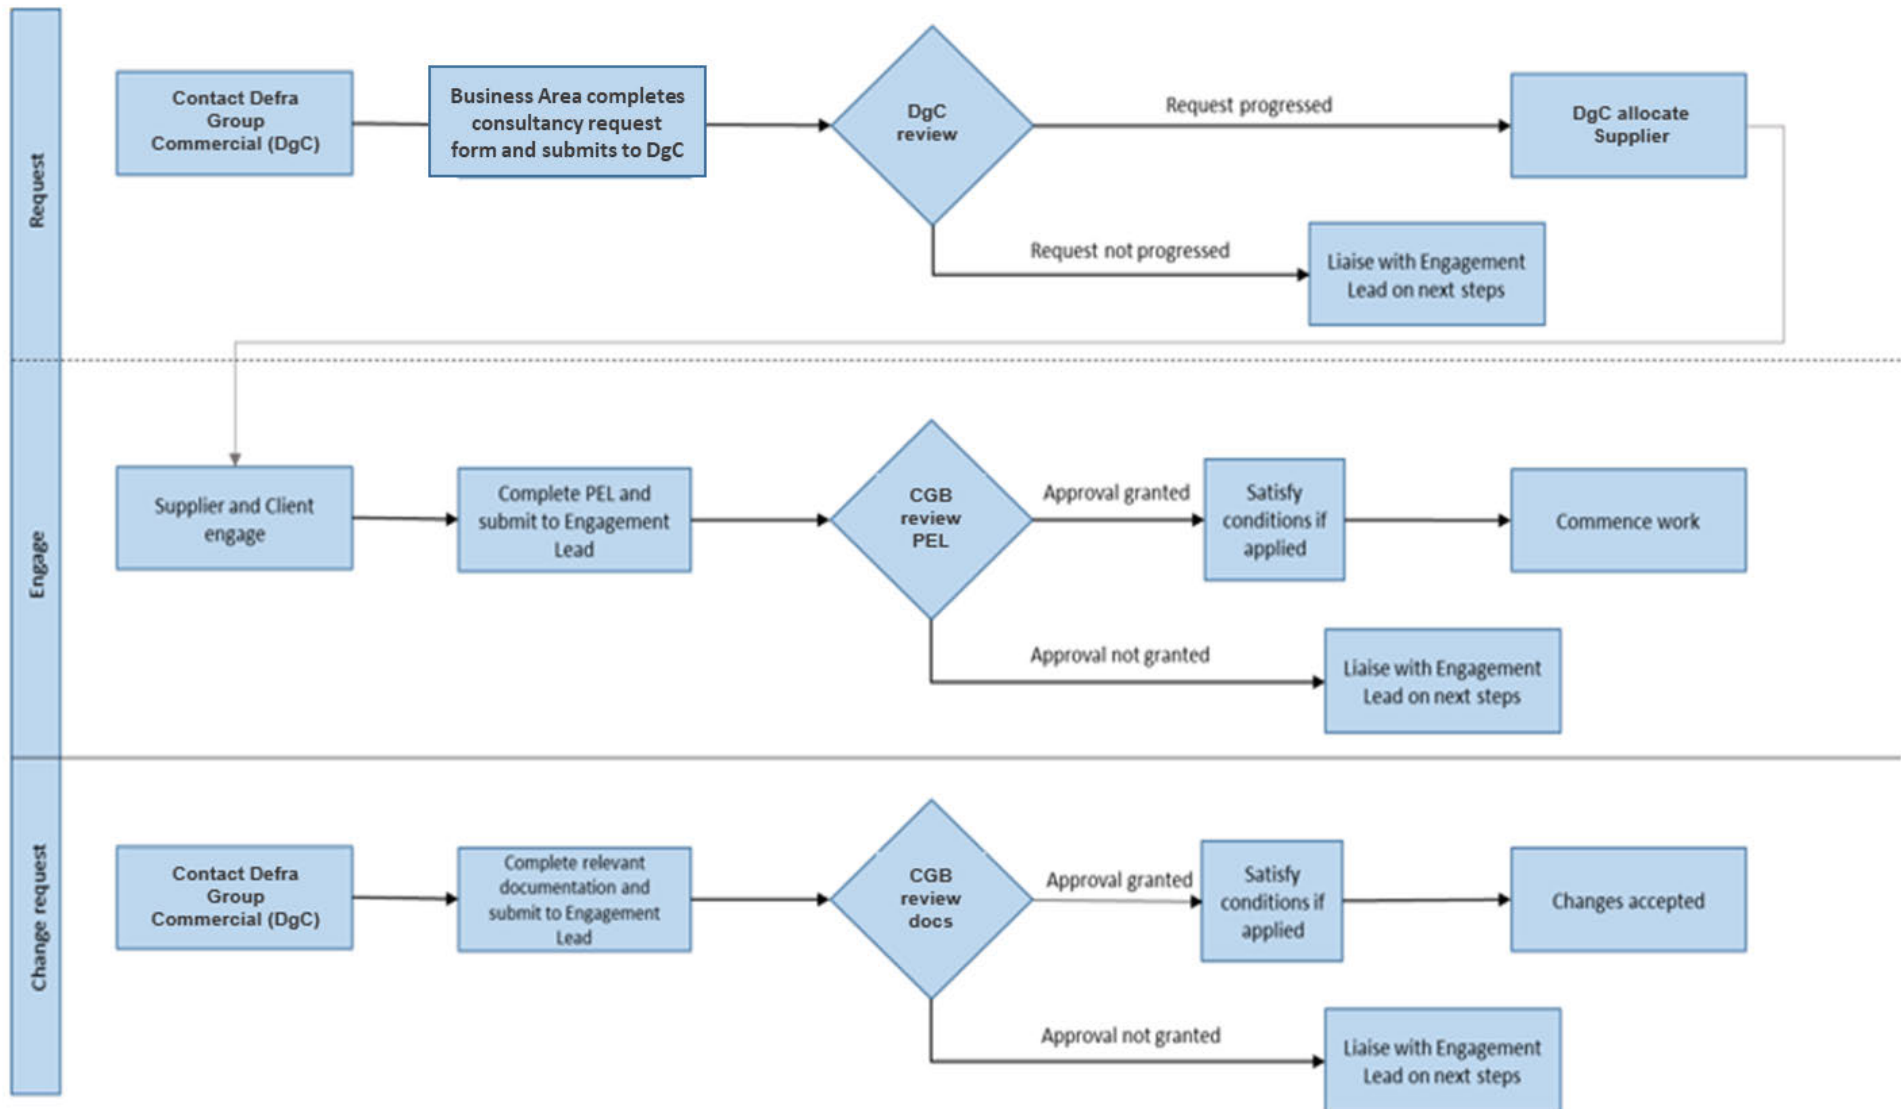 Request
Contact Defra
Group
Commercial (DgC)
Business Area completes
consultancy request
form and submits to DgC
DgC
review
Request progressed
DgC allocate
Supplier
Request not progressed
Liaise with Engagement
Lead on next steps
Engage
Supplier and Client
engage
Complete PEL and
submit to Engagement
Lead
CGB
review
PEL
Approval granted
Satisfy
conditions if
applied
Commence work
Approval not granted
Liaise with Engagement
Lead on next steps
Change request
Contact Defra
Group
Commercial (DgC)
Complete relevant
documentation and
submit to Engagement
Lead
CGB
review
docs
Approval granted
Satisfy
conditions if
applied
Changes accepted
Approval not granted
Liaise with Engagement
Lead on next steps